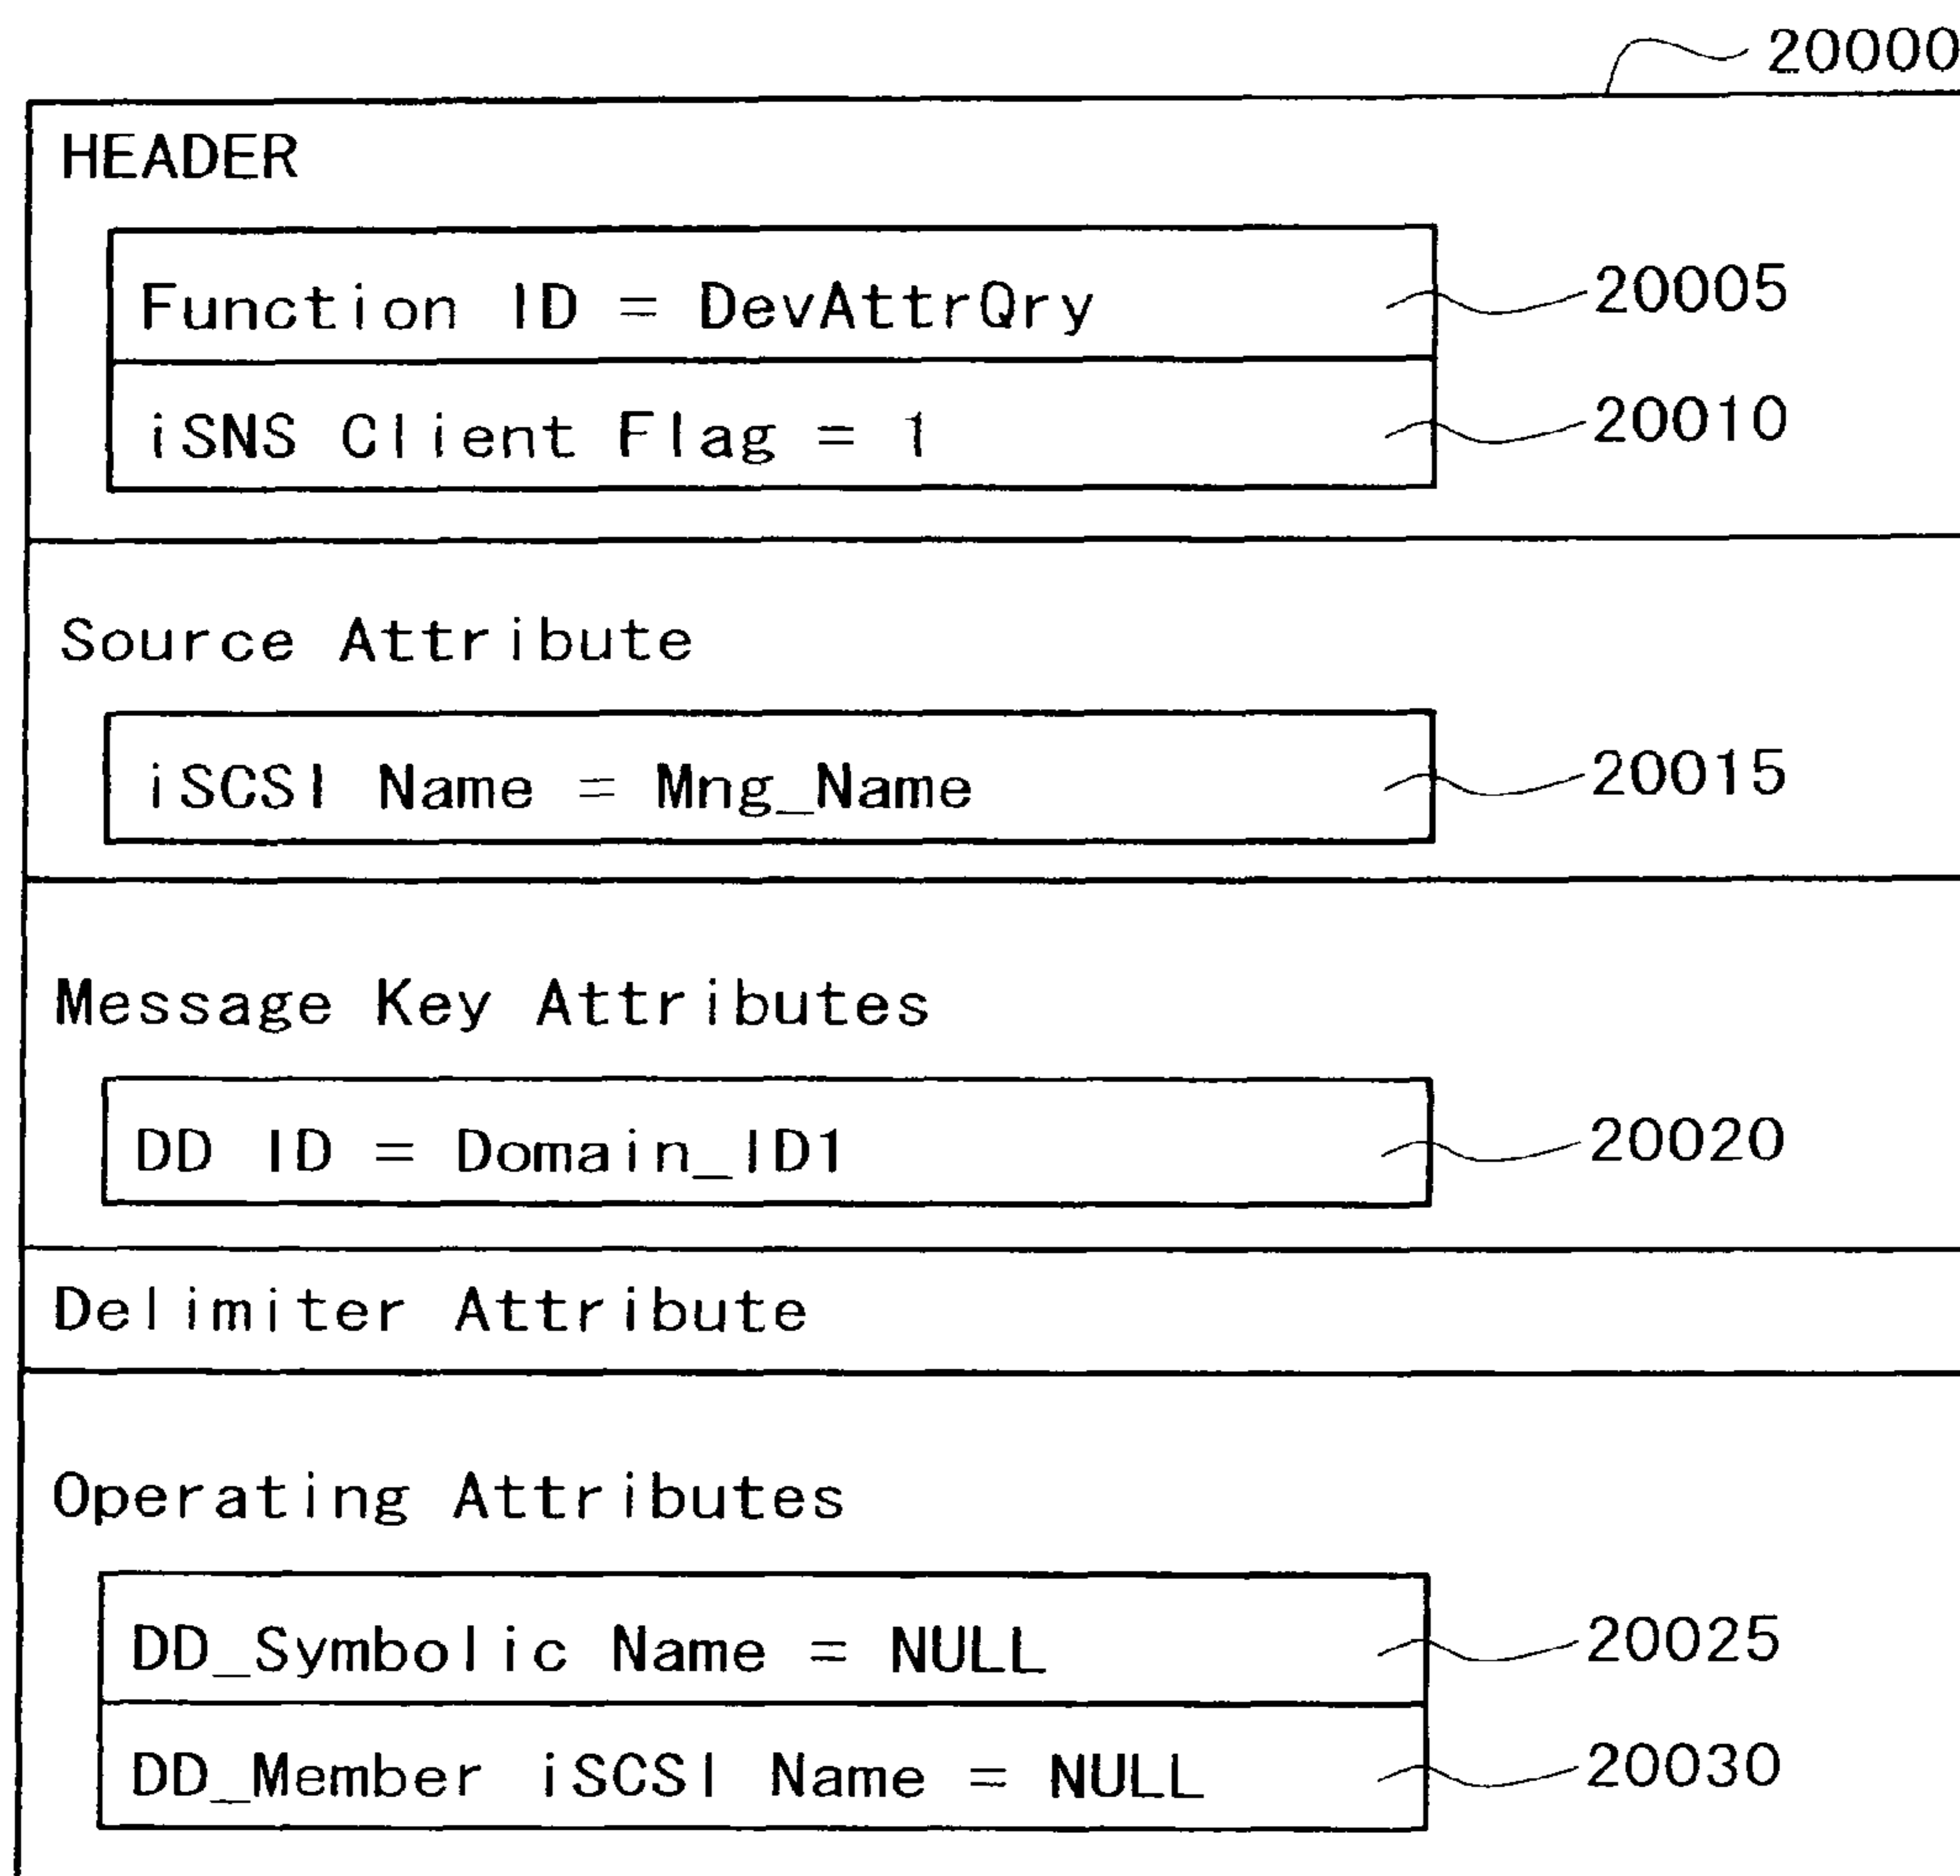 20000
HEADER
Function ID = DevAttrQry 20005
iSNS Client Flag = 1 20010
Source Attribute
iSCSI Name = Mng_Name 20015
Message Key Attributes
DD ID = Domain_ID1 20020
Delimiter Attribute
Operating Attributes
DD_Symbolic Name = NULL 20025
DD_Member iSCSI Name = NULL 20030